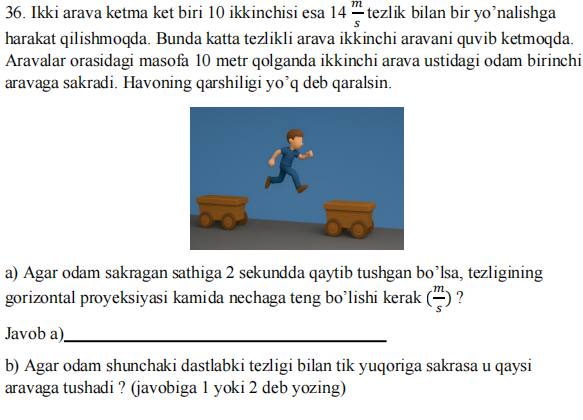 36. Ikki arava ketma ket biri 10 ikkinchisi esa 14 m/s tezlik bilan bir yo’nalishga
harakat qilishmoqda. Bunda katta tezlikli arava ikkinchi aravani quvib ketmoqda.
Aravalar orasidagi masofa 10 metr qolganda ikkinchi arava ustidagi odam birinchi
aravaga sakradi. Havoning qarshiligi yo’q deb qaralsin.
a) Agar odam sakragan sathiga 2 sekundda qaytib tushgan bo’lsa, tezligining
gorizontal proyeksiyasi kamida nechaga teng bo’lishi kerak (m/s) ?
Javob a)
b) Agar odam shunchaki dastlabki tezligi bilan tik yuqoriga sakrasa u qaysi
aravaga tushadi ? (javobiga 1 yoki 2 deb yozing)